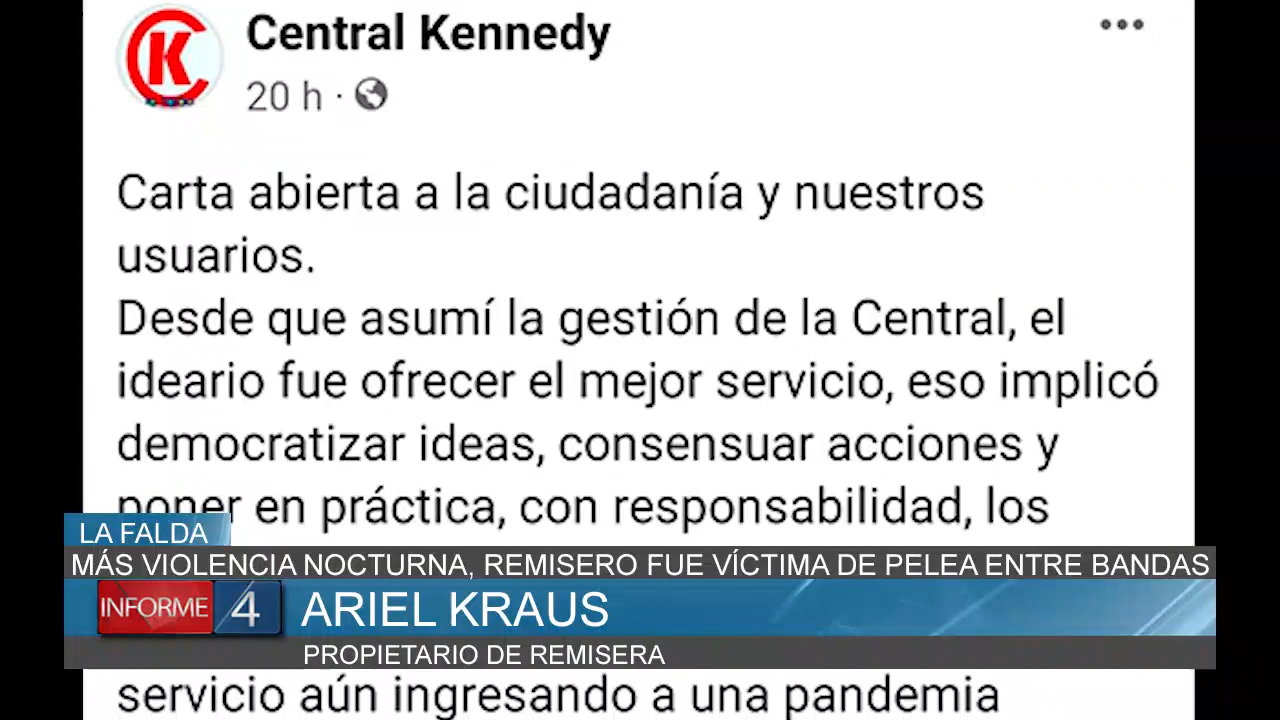 Central Kennedy
20 h ·
Carta abierta a la ciudadanía y nuestros
usuarios.
Desde que asumí la gestión de la Central, el
ideario fue ofrecer el mejor servicio, eso implicó
democratizar ideas, consensuar acciones y
poner en práctica, con responsabilidad, los
LA FALDA
MÁS VIOLENCIA NOCTURNA, REMISERO FUE VÍCTIMA DE PELEA ENTRE BANDAS
INFORME 4
ARIEL KRAUS
PROPIETARIO DE REMISERA
servicio aún ingresando a una pandemia